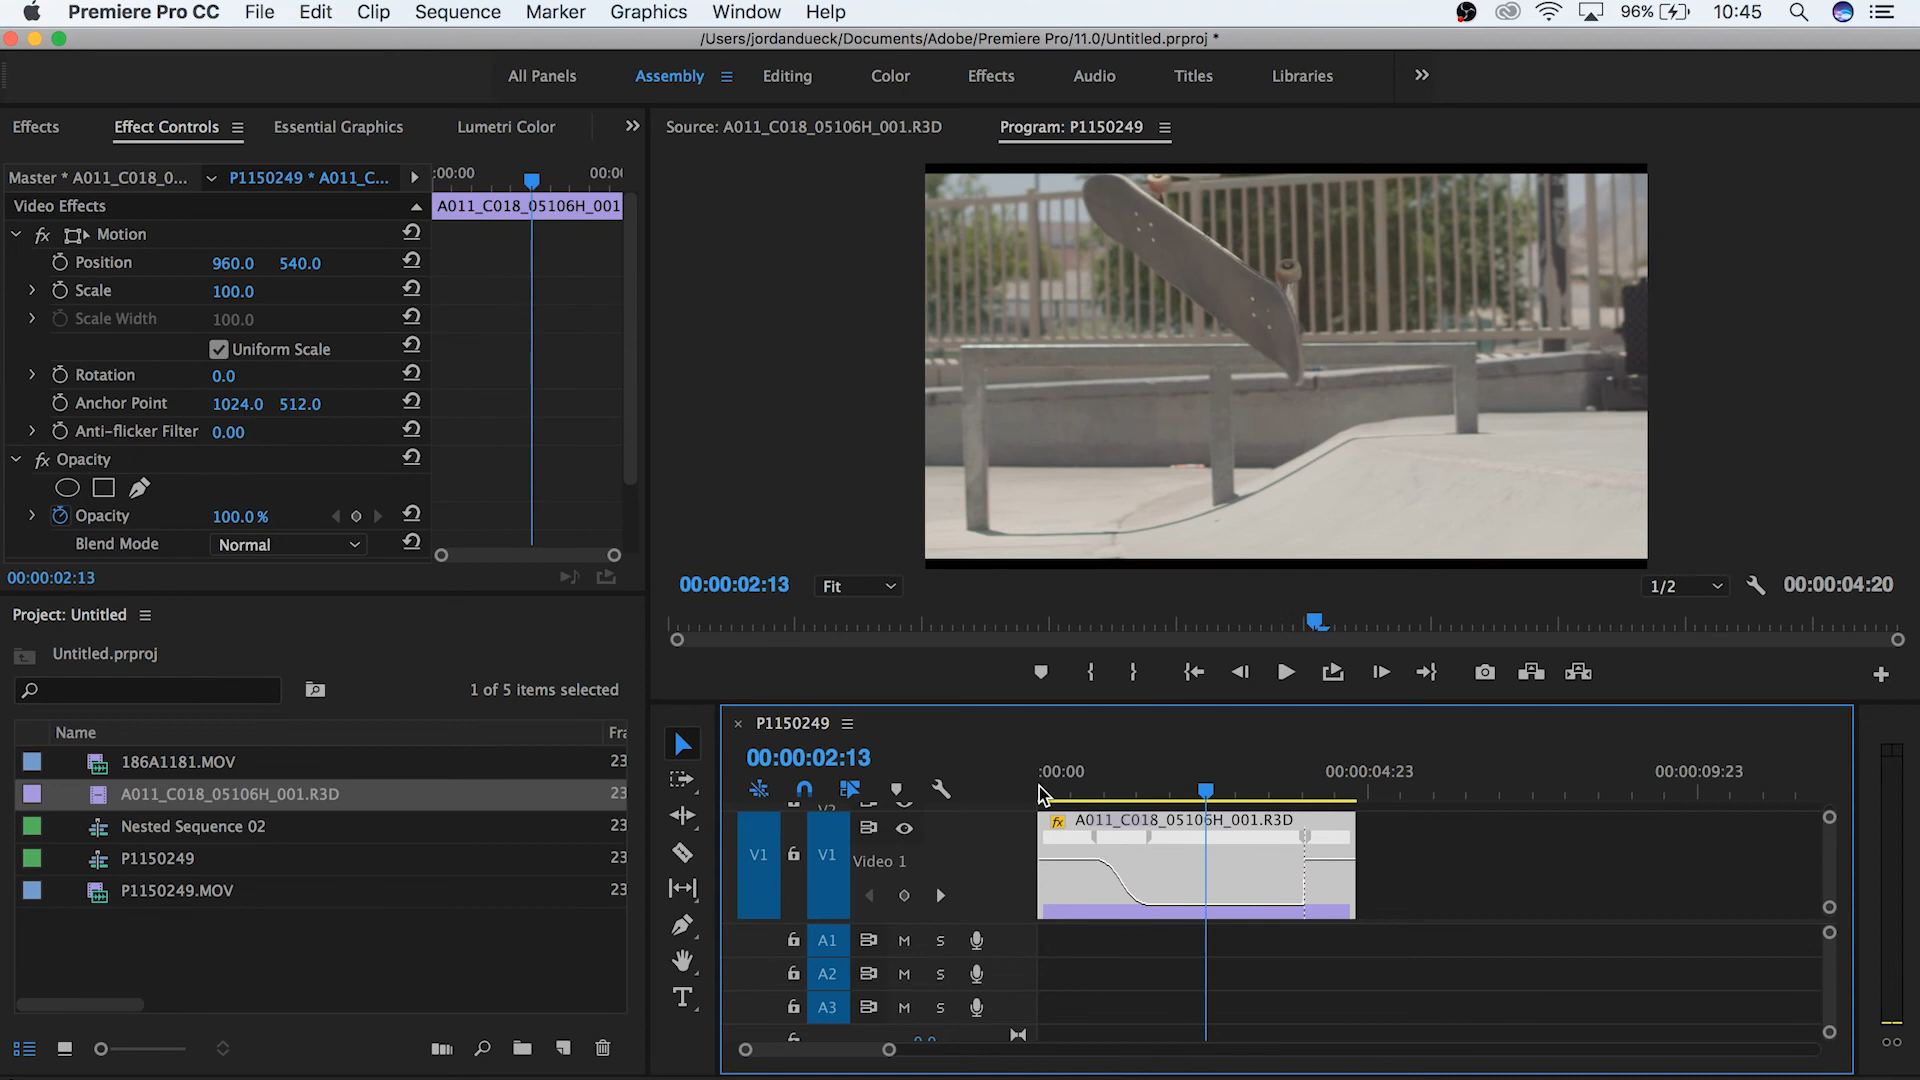 Premiere Pro CC File Edit Clip Sequence Marker Graphics Window Help 96% 10:45
/Users/jordandueck/Documents/Adobe/Premiere Pro/11.0/Untitled.prproj *
All Panels Assembly Editing Color Effects Audio Titles Libraries
Effects Effect Controls Essential Graphics Lumetri Color
Source: A011_C018_05106H_001.R3D Program: P1150249
Master * A011_C018_0... P1150249 * A011_C... :00:00 00:0
Video Effects A011_C018_05106H_001
fx Motion
Position 960.0 540.0
Scale 100.0
Scale Width 100.0
Uniform Scale
Rotation 0.0
Anchor Point 1024.0 512.0
Anti-flicker Filter 0.00
fx Opacity
Opacity 100.0 %
Blend Mode Normal
00:00:02:13
00:00:02:13 Fit 1/2 00:00:04:20
Project: Untitled
Untitled.prproj
1 of 5 items selected
Name Fra
186A1181.MOV 23
A011_C018_05106H_001.R3D 23
Nested Sequence 02 23
P1150249 23
P1150249.MOV 23
× P1150249
00:00:02:13
:00:00 00:00:04:23 00:00:09:23
V2
fx A011_C018_05106H_001.R3D
V1 V1 Video 1
A1 M S
A2 M S
A3 M S
0.0
T